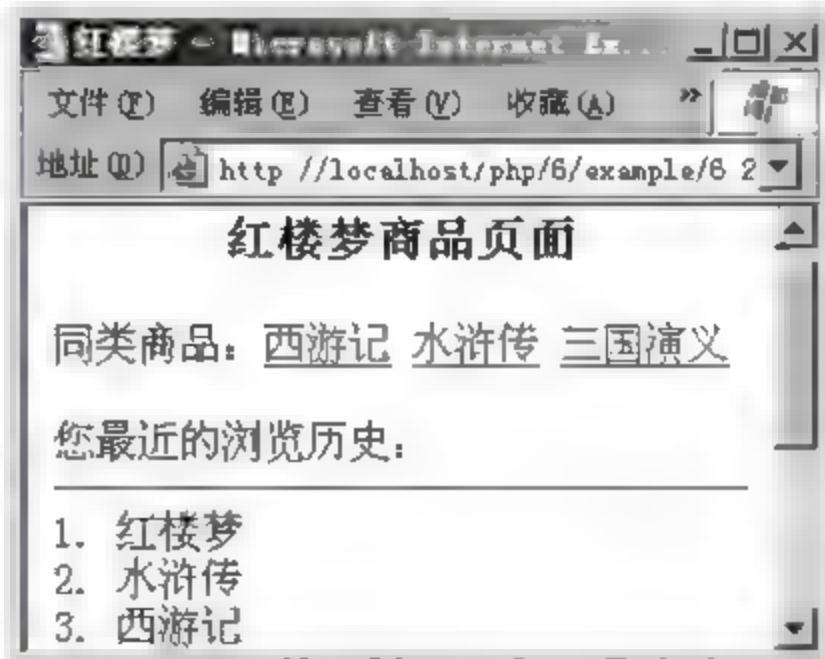 红楼梦 - Microsoft Internet Ex...
文件(F) 编辑(E) 查看(V) 收藏(A) »
地址(D) http //localhost/php/6/example/6 2
红楼梦商品页面
同类商品：西游记 水浒传 三国演义
您最近的浏览历史：
1. 红楼梦
2. 水浒传
3. 西游记